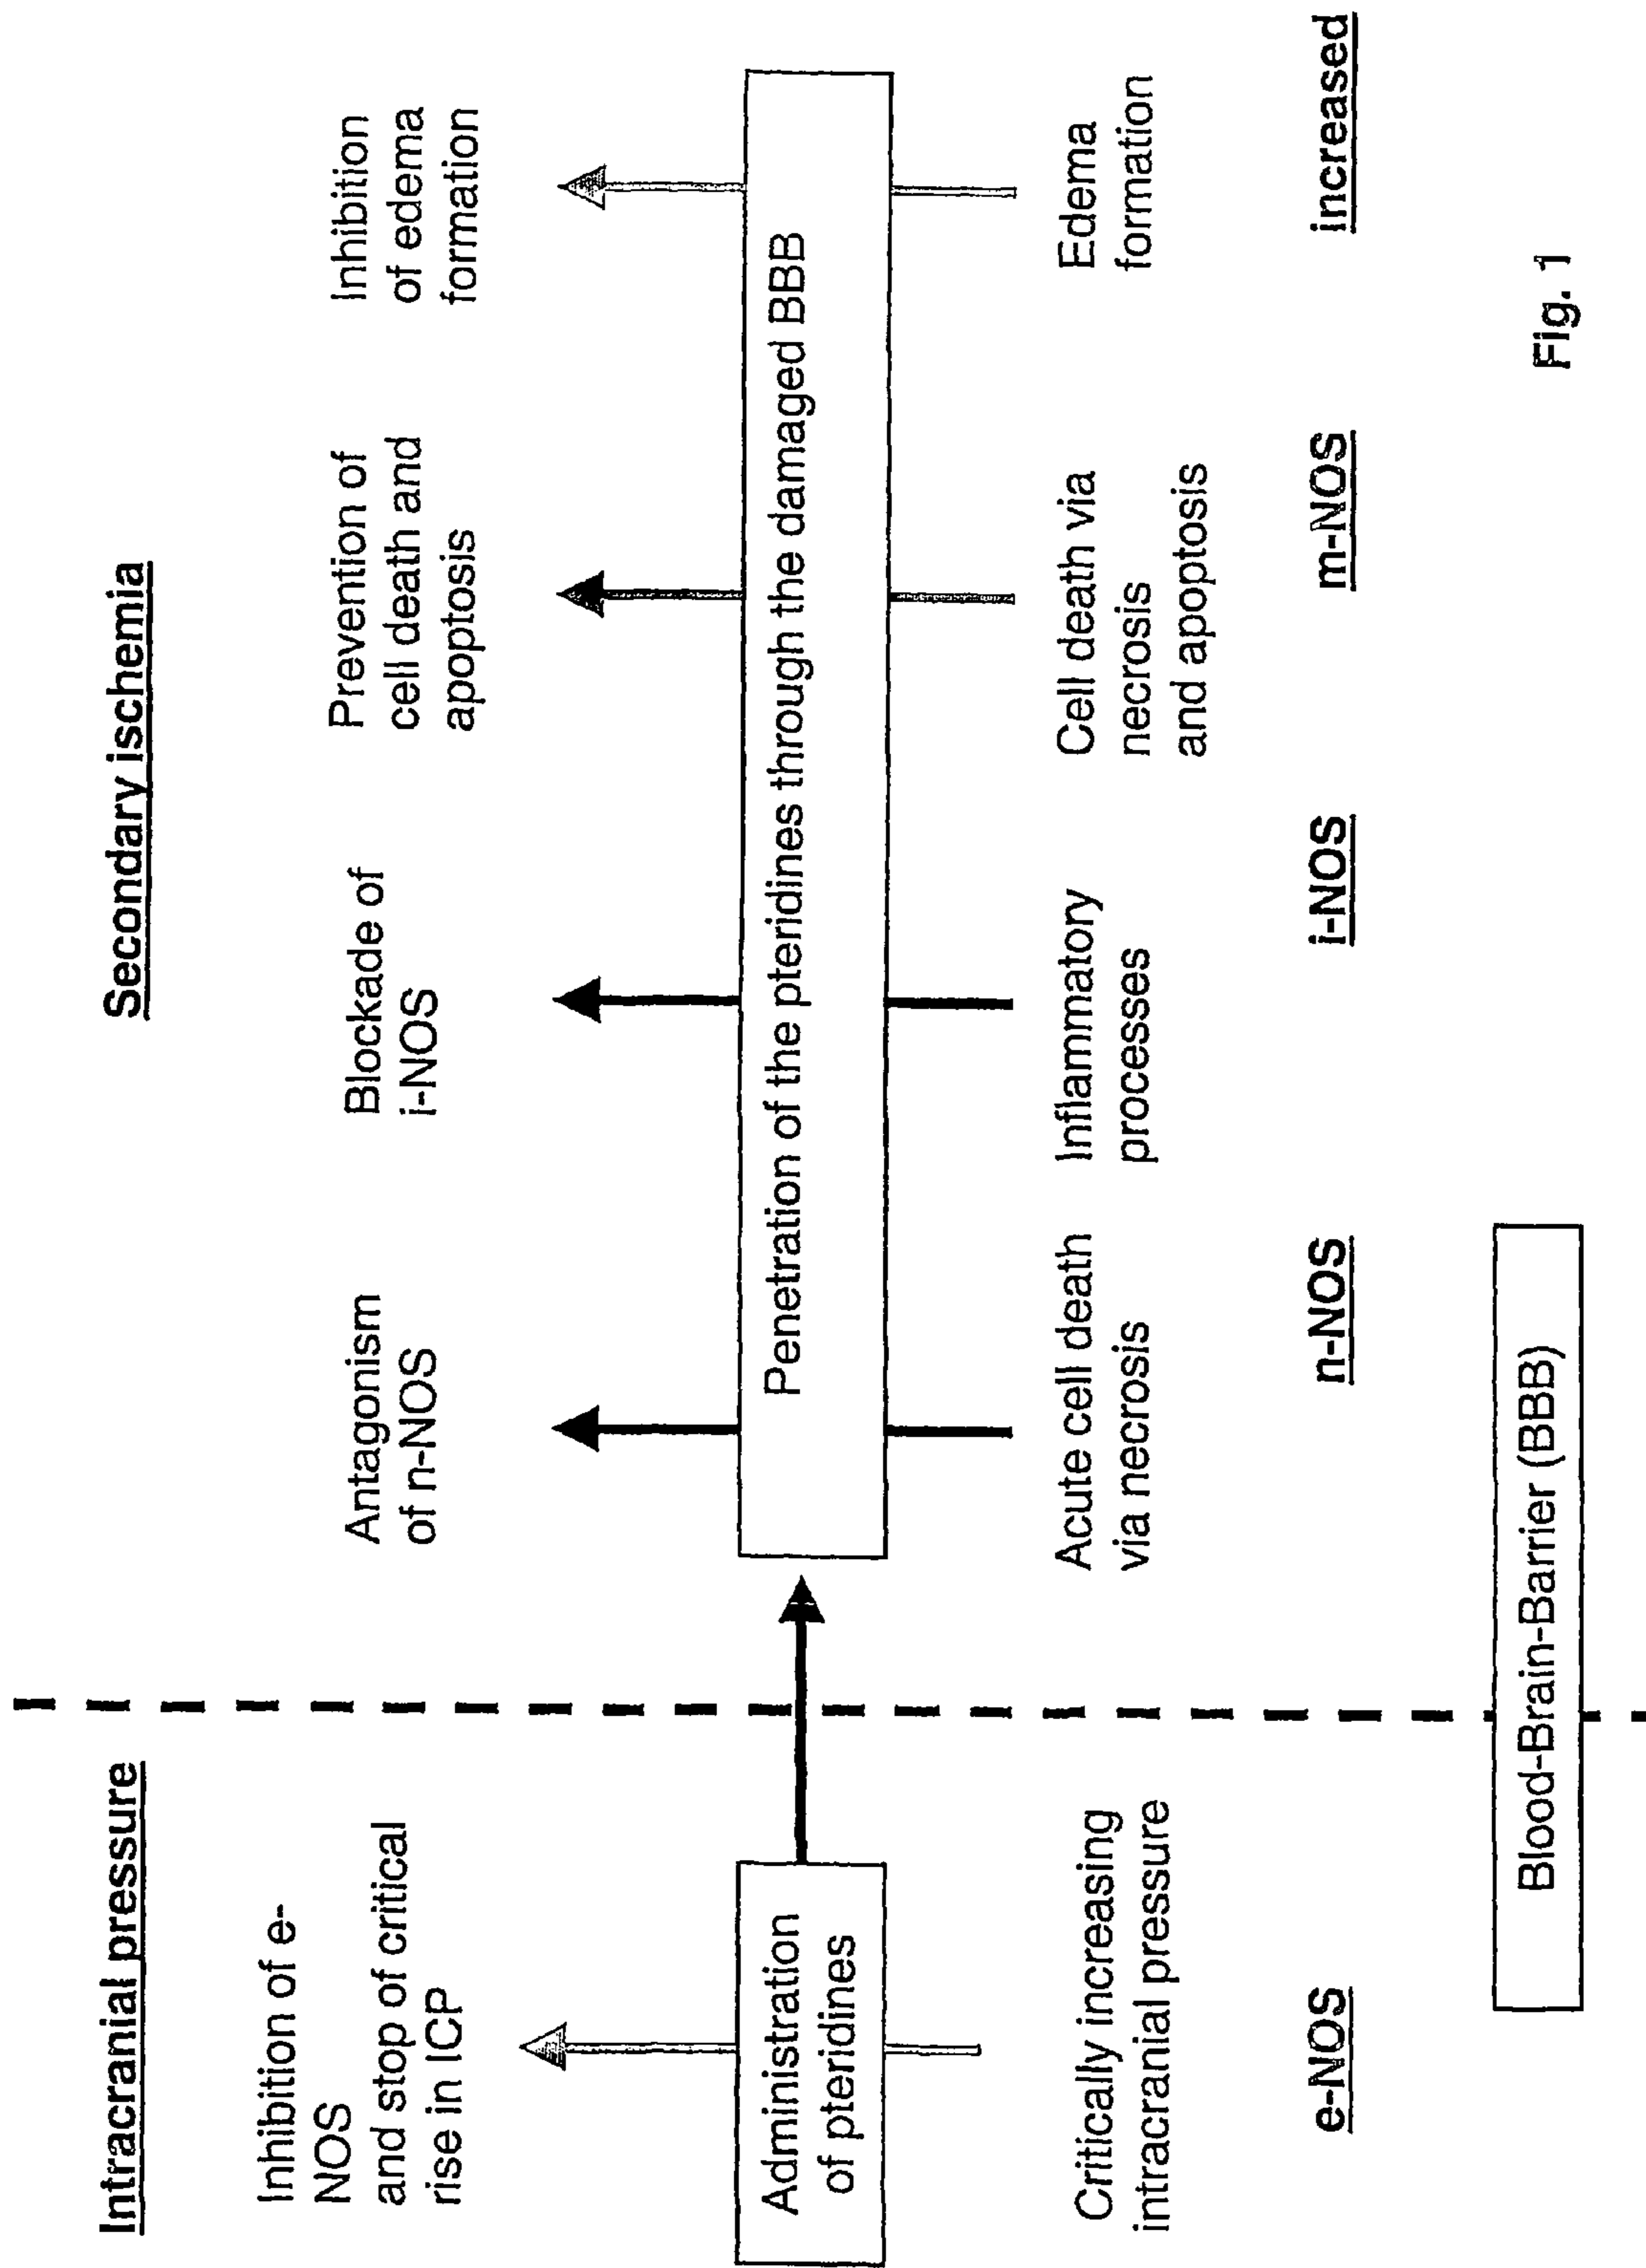 Intracranial pressure
Secondary ischemia
Inhibition of e-
NOS
and stop of critical
rise in ICP
Antagonism
of n-NOS
Blockade of
i-NOS
Prevention of
cell death and
apoptosis
Inhibition
of edema
formation
Administration
of pteridines
Penetration of the pteridines through the damaged BBB
Critically increasing
intracranial pressure
Acute cell death
via necrosis
Inflammatory
processes
Cell death via
necrosis
and apoptosis
Edema
formation
e-NOS
n-NOS
i-NOS
m-NOS
increased
Blood-Brain-Barrier (BBB)
Fig. 1